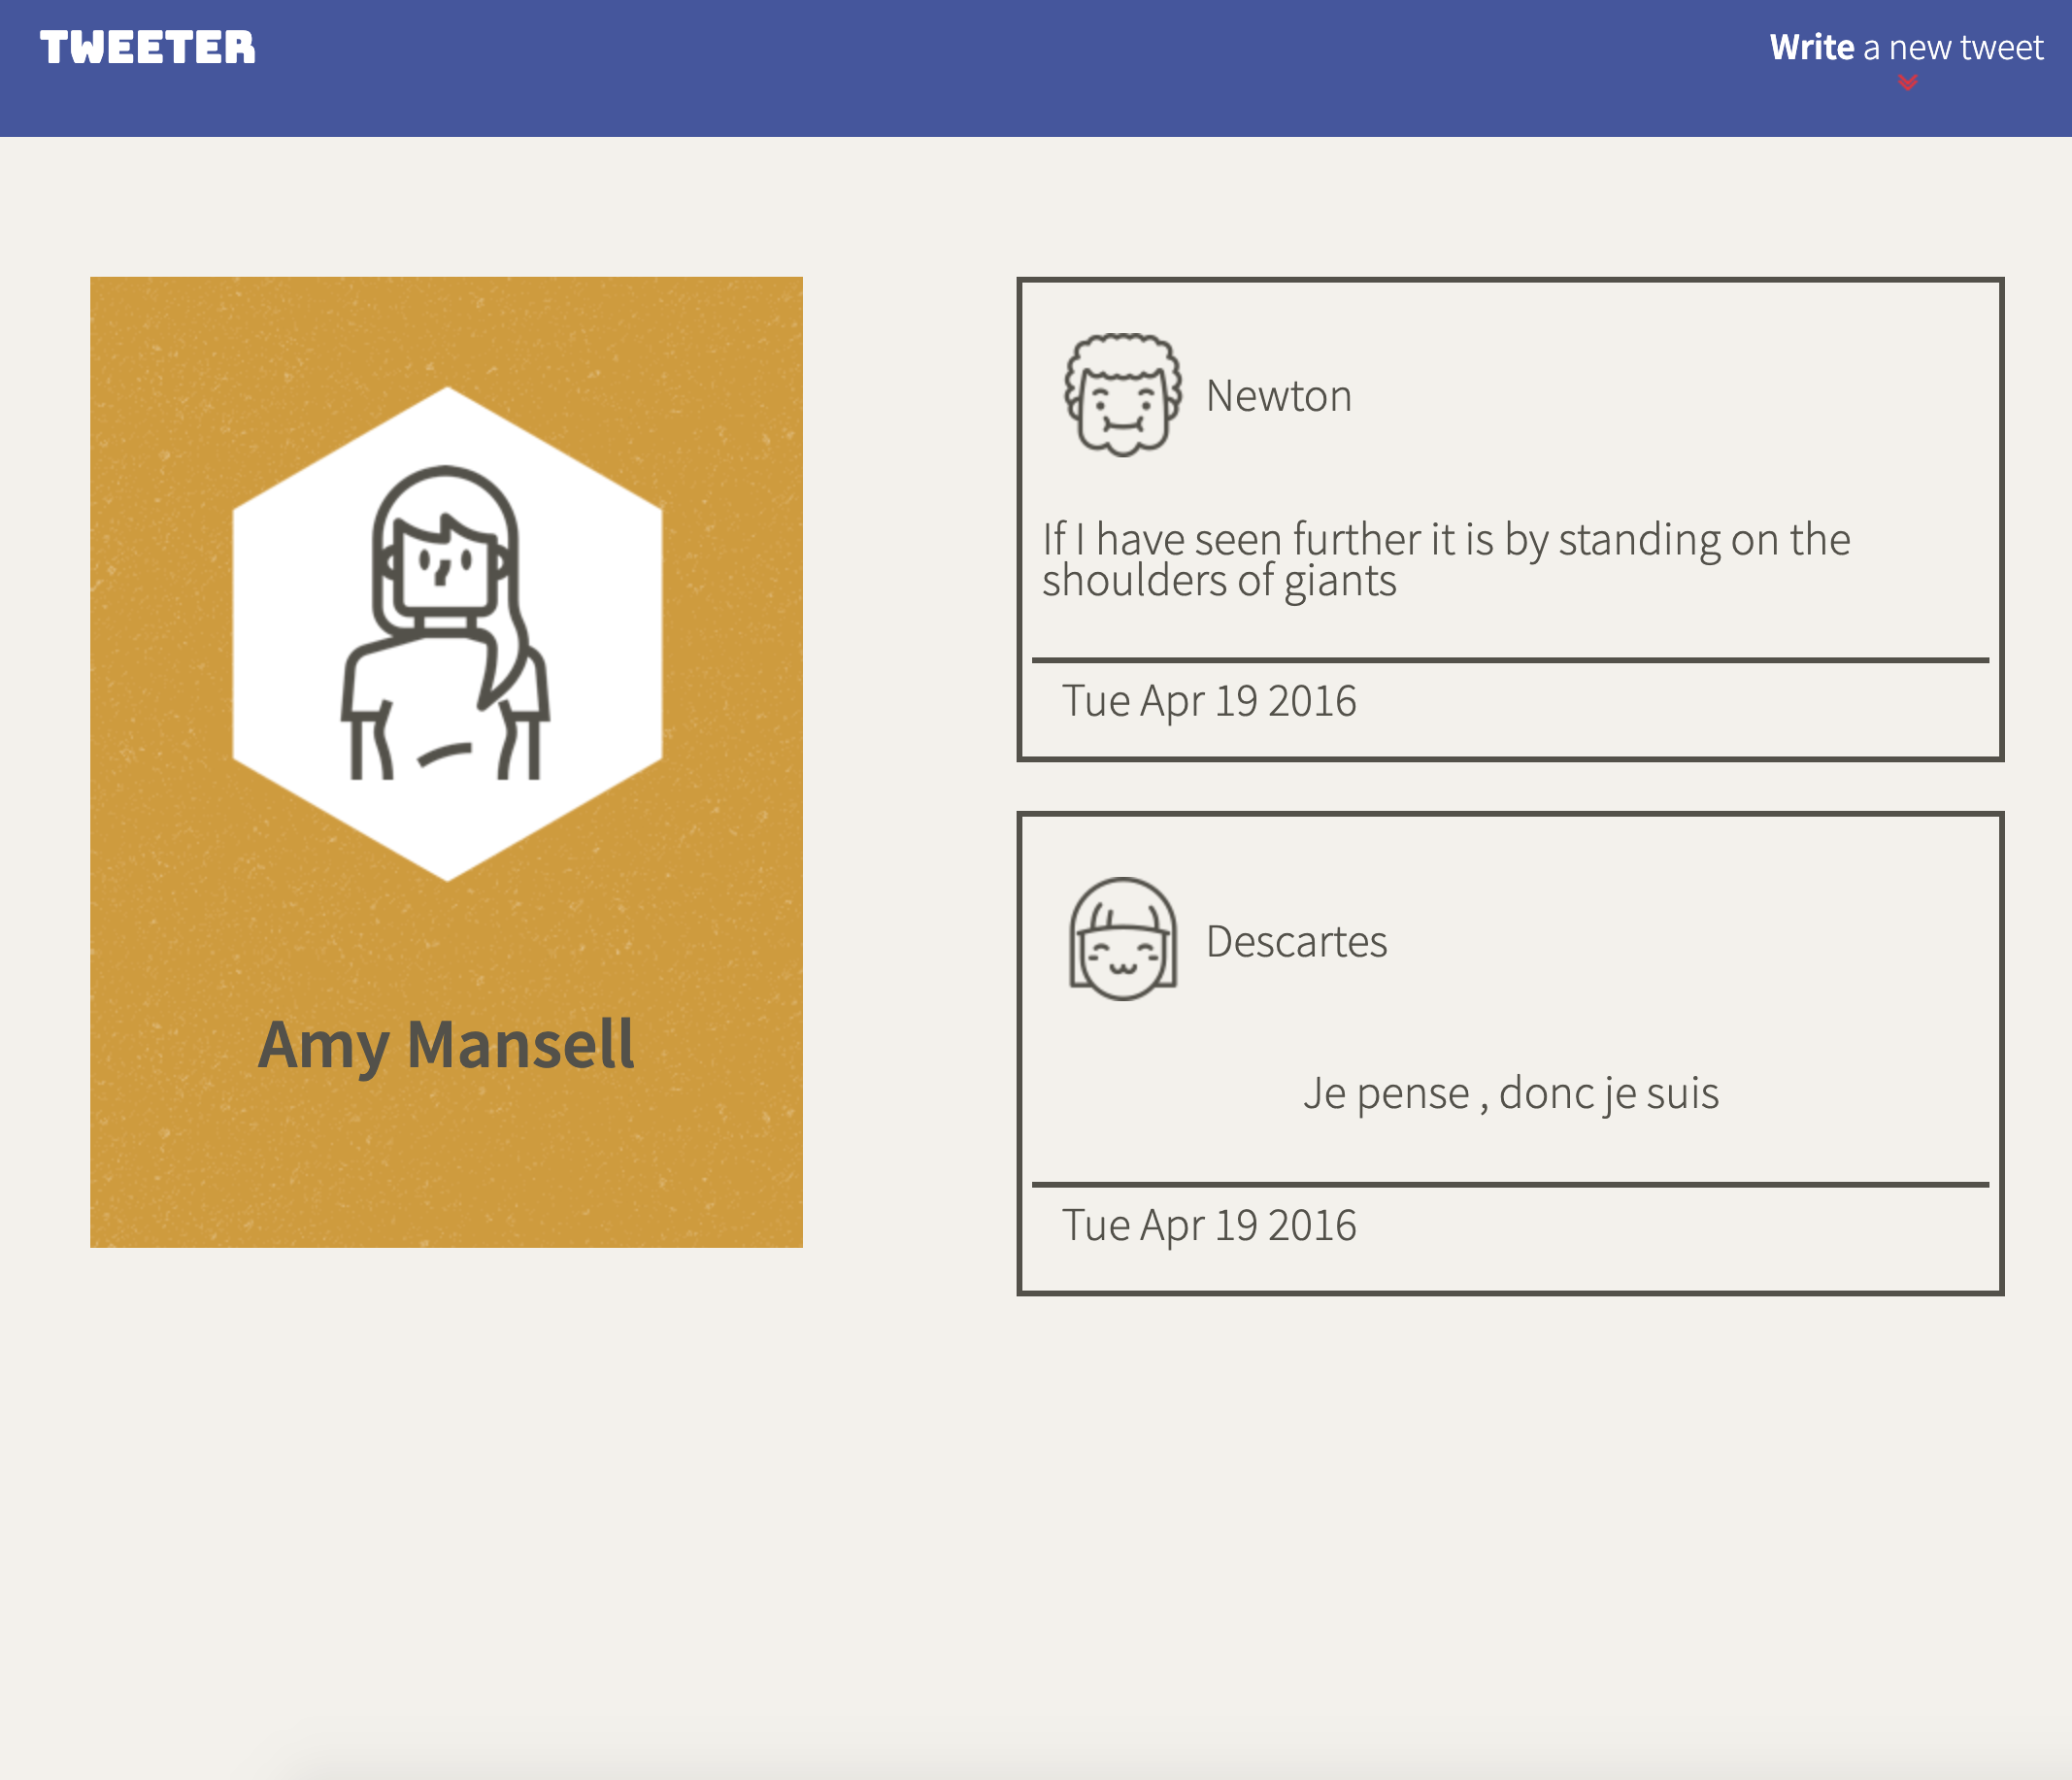 TWEETER
Write a new tweet
Amy Mansell
Newton
If I have seen further it is by standing on the
shoulders of giants
Tue Apr 19 2016
Descartes
Je pense , donc je suis
Tue Apr 19 2016